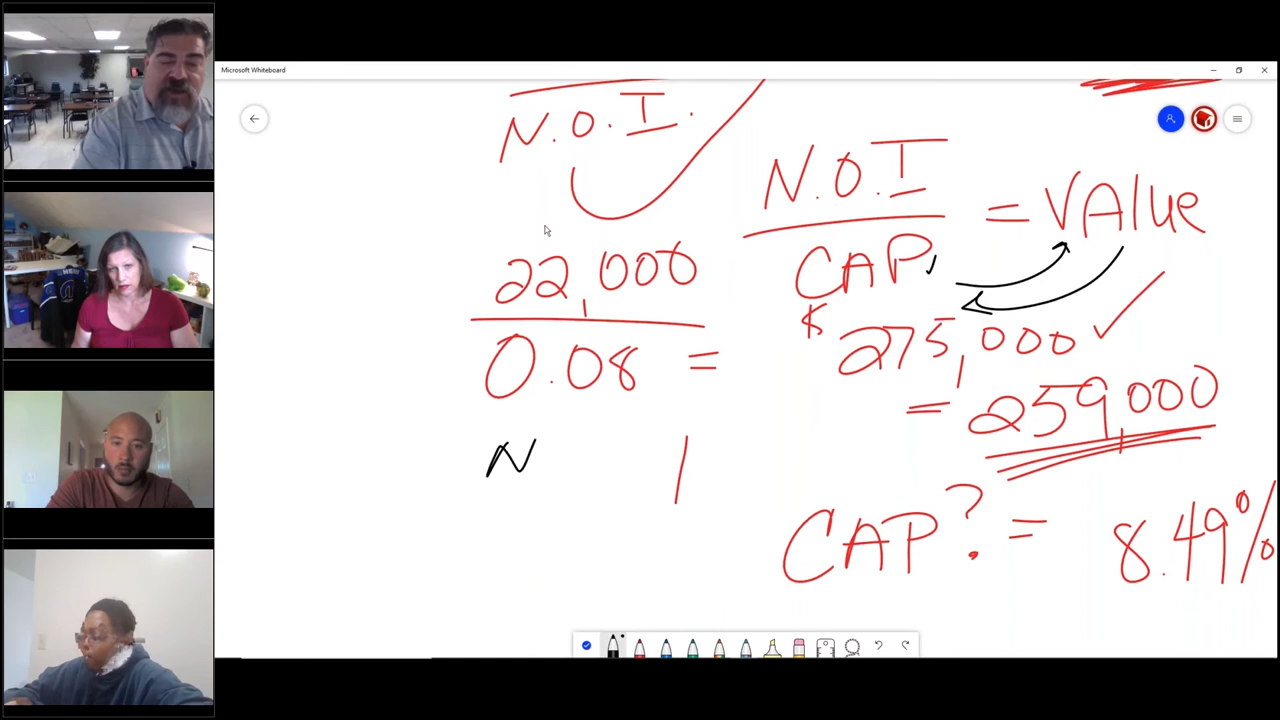 Microsoft Whiteboard
N.O.I.
N.O.I
CAP.
= VAlue
22,000
0.08 =
$ 275,000 ✓
= 259,000
N
CAP? = 8.49%